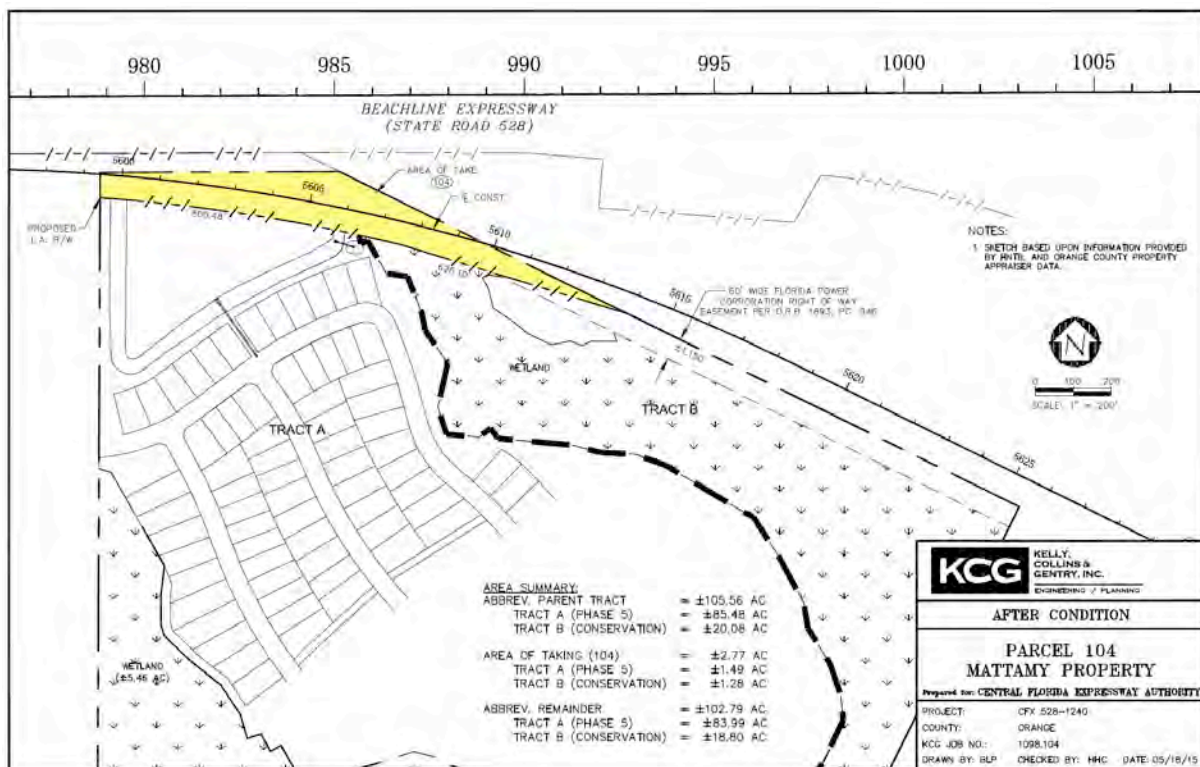 980 985 990 995 1000 1005
BEACHLINE EXPRESSWAY
(STATE ROAD 528)
5600
5605
AREA OF TAKE
104
℄ CONST.
PROPOSED
L.A. R/W
600.48
5610
NOTES:
1. SKETCH BASED UPON INFORMATION PROVIDED
BY HNTB, AND ORANGE COUNTY PROPERTY
APPRAISER DATA.
5615
60' WIDE FLORIDA POWER
CORPORATION RIGHT OF WAY
EASEMENT PER O.R.B. 1893, PG.
±1,150
N
0 100 200
SCALE: 1" = 200'
5620
WETLAND
TRACT B
TRACT A
5625
AREA SUMMARY:
ABBREV. PARENT TRACT = ±105.56 AC
TRACT A (PHASE 5) = ±85.48 AC
TRACT B (CONSERVATION) = ±20.08 AC
AREA OF TAKING (104) = ±2.77 AC
TRACT A (PHASE 5) = ±1.49 AC
TRACT B (CONSERVATION) = ±1.28 AC
ABBREV. REMAINDER = ±102.79 AC
TRACT A (PHASE 5) = ±83.99 AC
TRACT B (CONSERVATION) = ±18.80 AC
WETLAND
(±5.46 AC)
KCG
KELLY,
COLLINS &
GENTRY, INC.
ENGINEERING / PLANNING
AFTER CONDITION
PARCEL 104
MATTAMY PROPERTY
Prepared for: CENTRAL FLORIDA EXPRESSWAY AUTHORITY
PROJECT: CFX 528-1240
COUNTY: ORANGE
KCG JOB NO.: 1098.104
DRAWN BY: BLP CHECKED BY: HHC DATE: 05/18/15